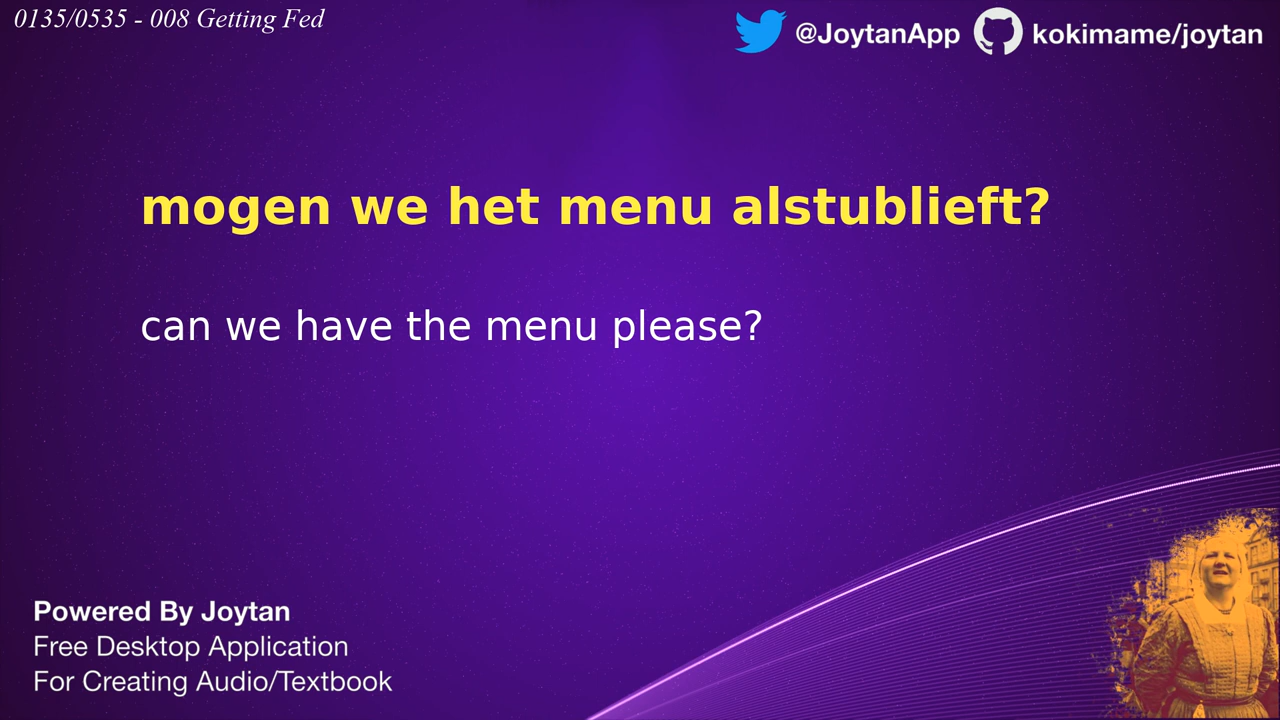 0135/0535 - 008 Getting Fed
@JoytanApp kokimame/joytan
mogen we het menu alstublieft?
can we have the menu please?
Powered By Joytan
Free Desktop Application
For Creating Audio/Textbook